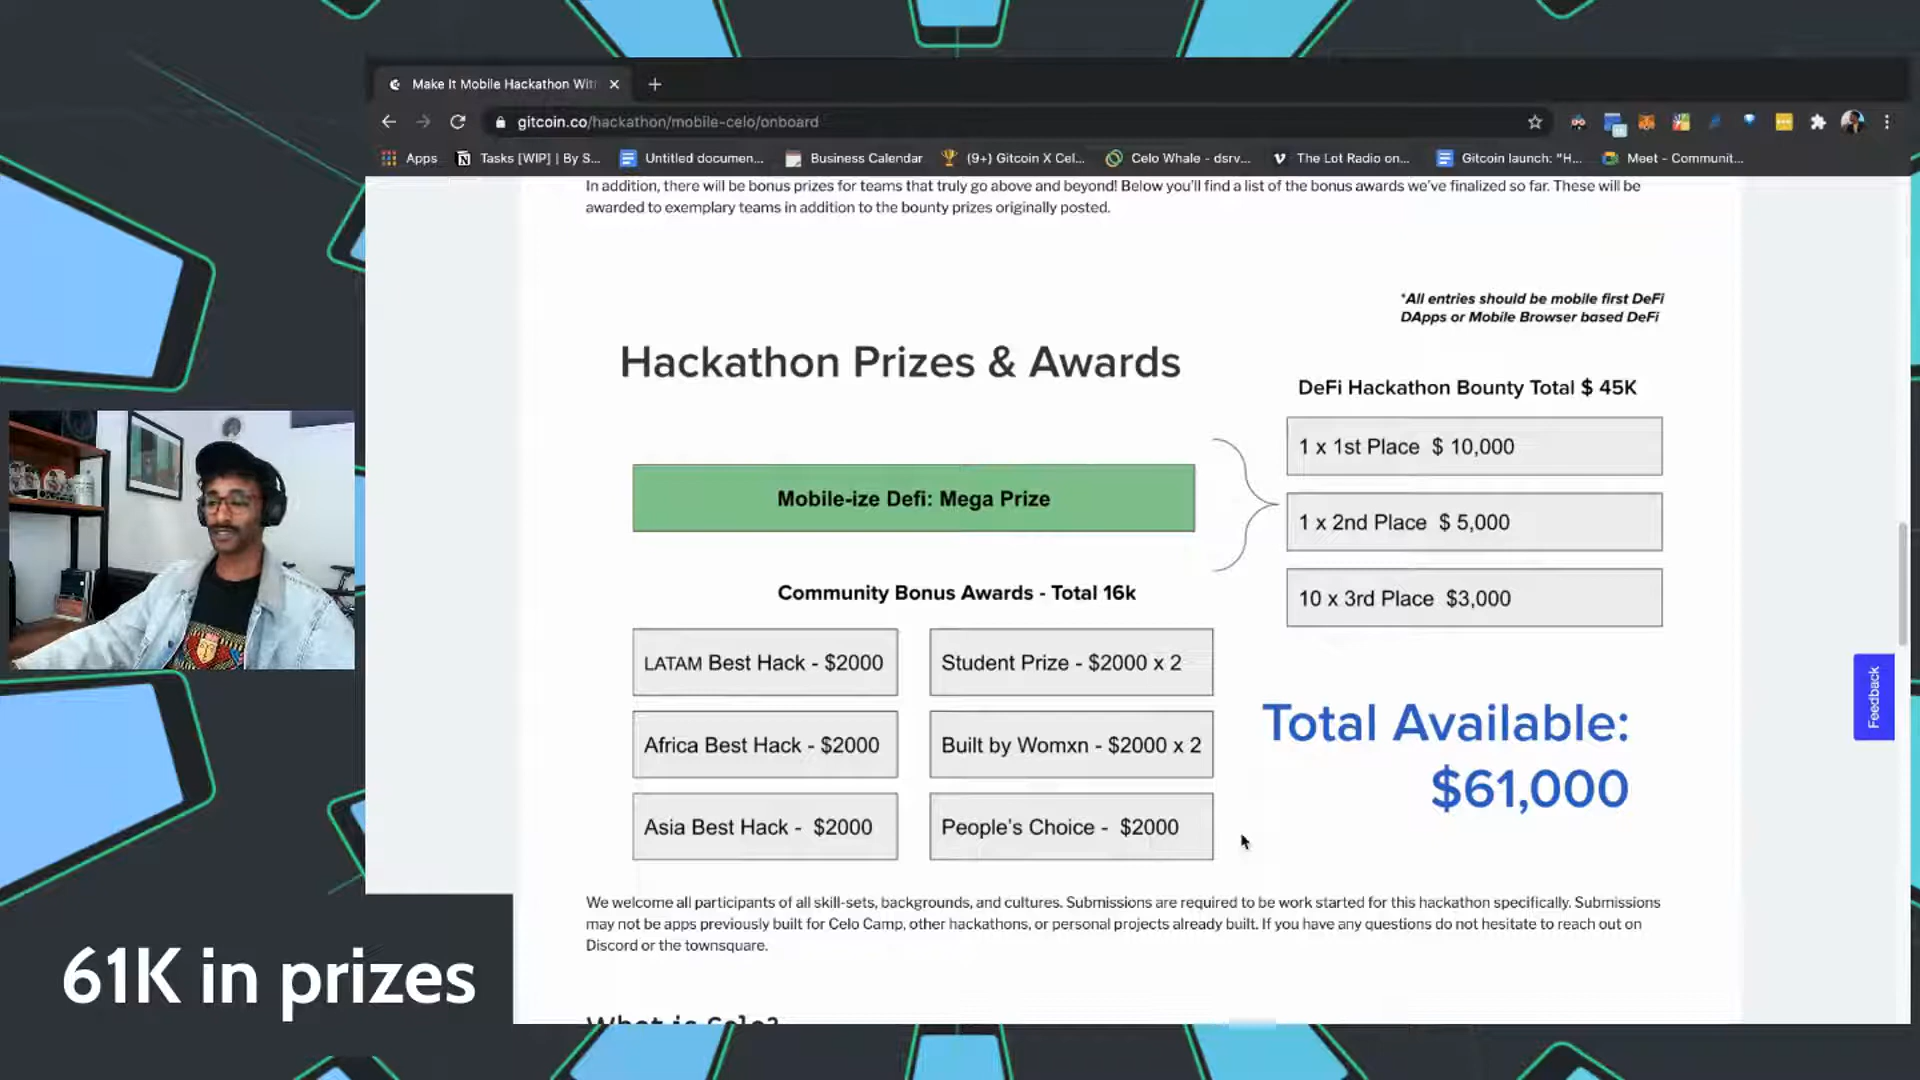 Make It Mobile Hackathon Wit
gitcoin.co/hackathon/mobile-celo/onboard
Apps
Tasks [WIP] | By S...
Untitled documen...
Business Calendar
(9+) Gitcoin X Cel...
Celo Whale - dsrv...
The Lot Radio on...
Gitcoin launch: "H...
Meet - Communit...
In addition, there will be bonus prizes for teams that truly go above and beyond! Below you'll find a list of the bonus awards we've finalized so far. These will be
awarded to exemplary teams in addition to the bounty prizes originally posted.
*All entries should be mobile first DeFi
DApps or Mobile Browser based DeFi
Hackathon Prizes & Awards
DeFi Hackathon Bounty Total $ 45K
1 x 1st Place $ 10,000
Mobile-ize Defi: Mega Prize
1 x 2nd Place $ 5,000
10 x 3rd Place $3,000
Community Bonus Awards - Total 16k
LATAM Best Hack - $2000
Student Prize - $2000 x 2
Africa Best Hack - $2000
Built by Womxn - $2000 x 2
Asia Best Hack - $2000
People's Choice - $2000
Total Available:
$61,000
Feedback
We welcome all participants of all skill-sets, backgrounds, and cultures. Submissions are required to be work started for this hackathon specifically. Submissions
may not be apps previously built for Celo Camp, other hackathons, or personal projects already built. If you have any questions do not hesitate to reach out on
Discord or the townsquare.
What is Celo?
61K in prizes